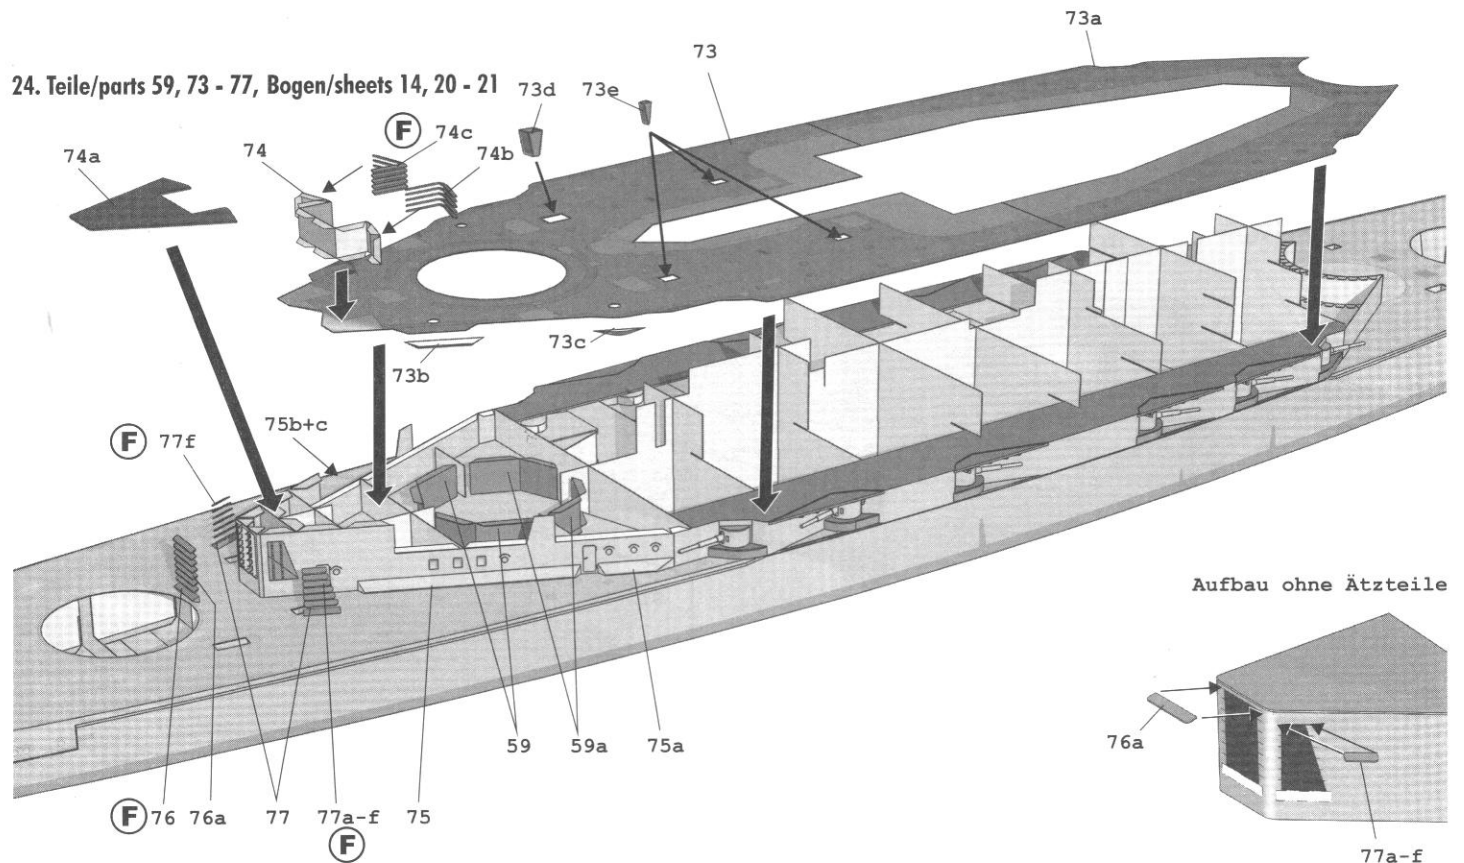 73a
73
24. Teile/parts 59, 73 - 77, Bogen/sheets 14, 20 - 21
73d
73e
F
74c
74a
74
74b
73c
73b
75b+c
F 77f
Aufbau ohne Ätzteile
76a
59
59a
75a
F 76
76a
77
77a-f
75
F
77a-f